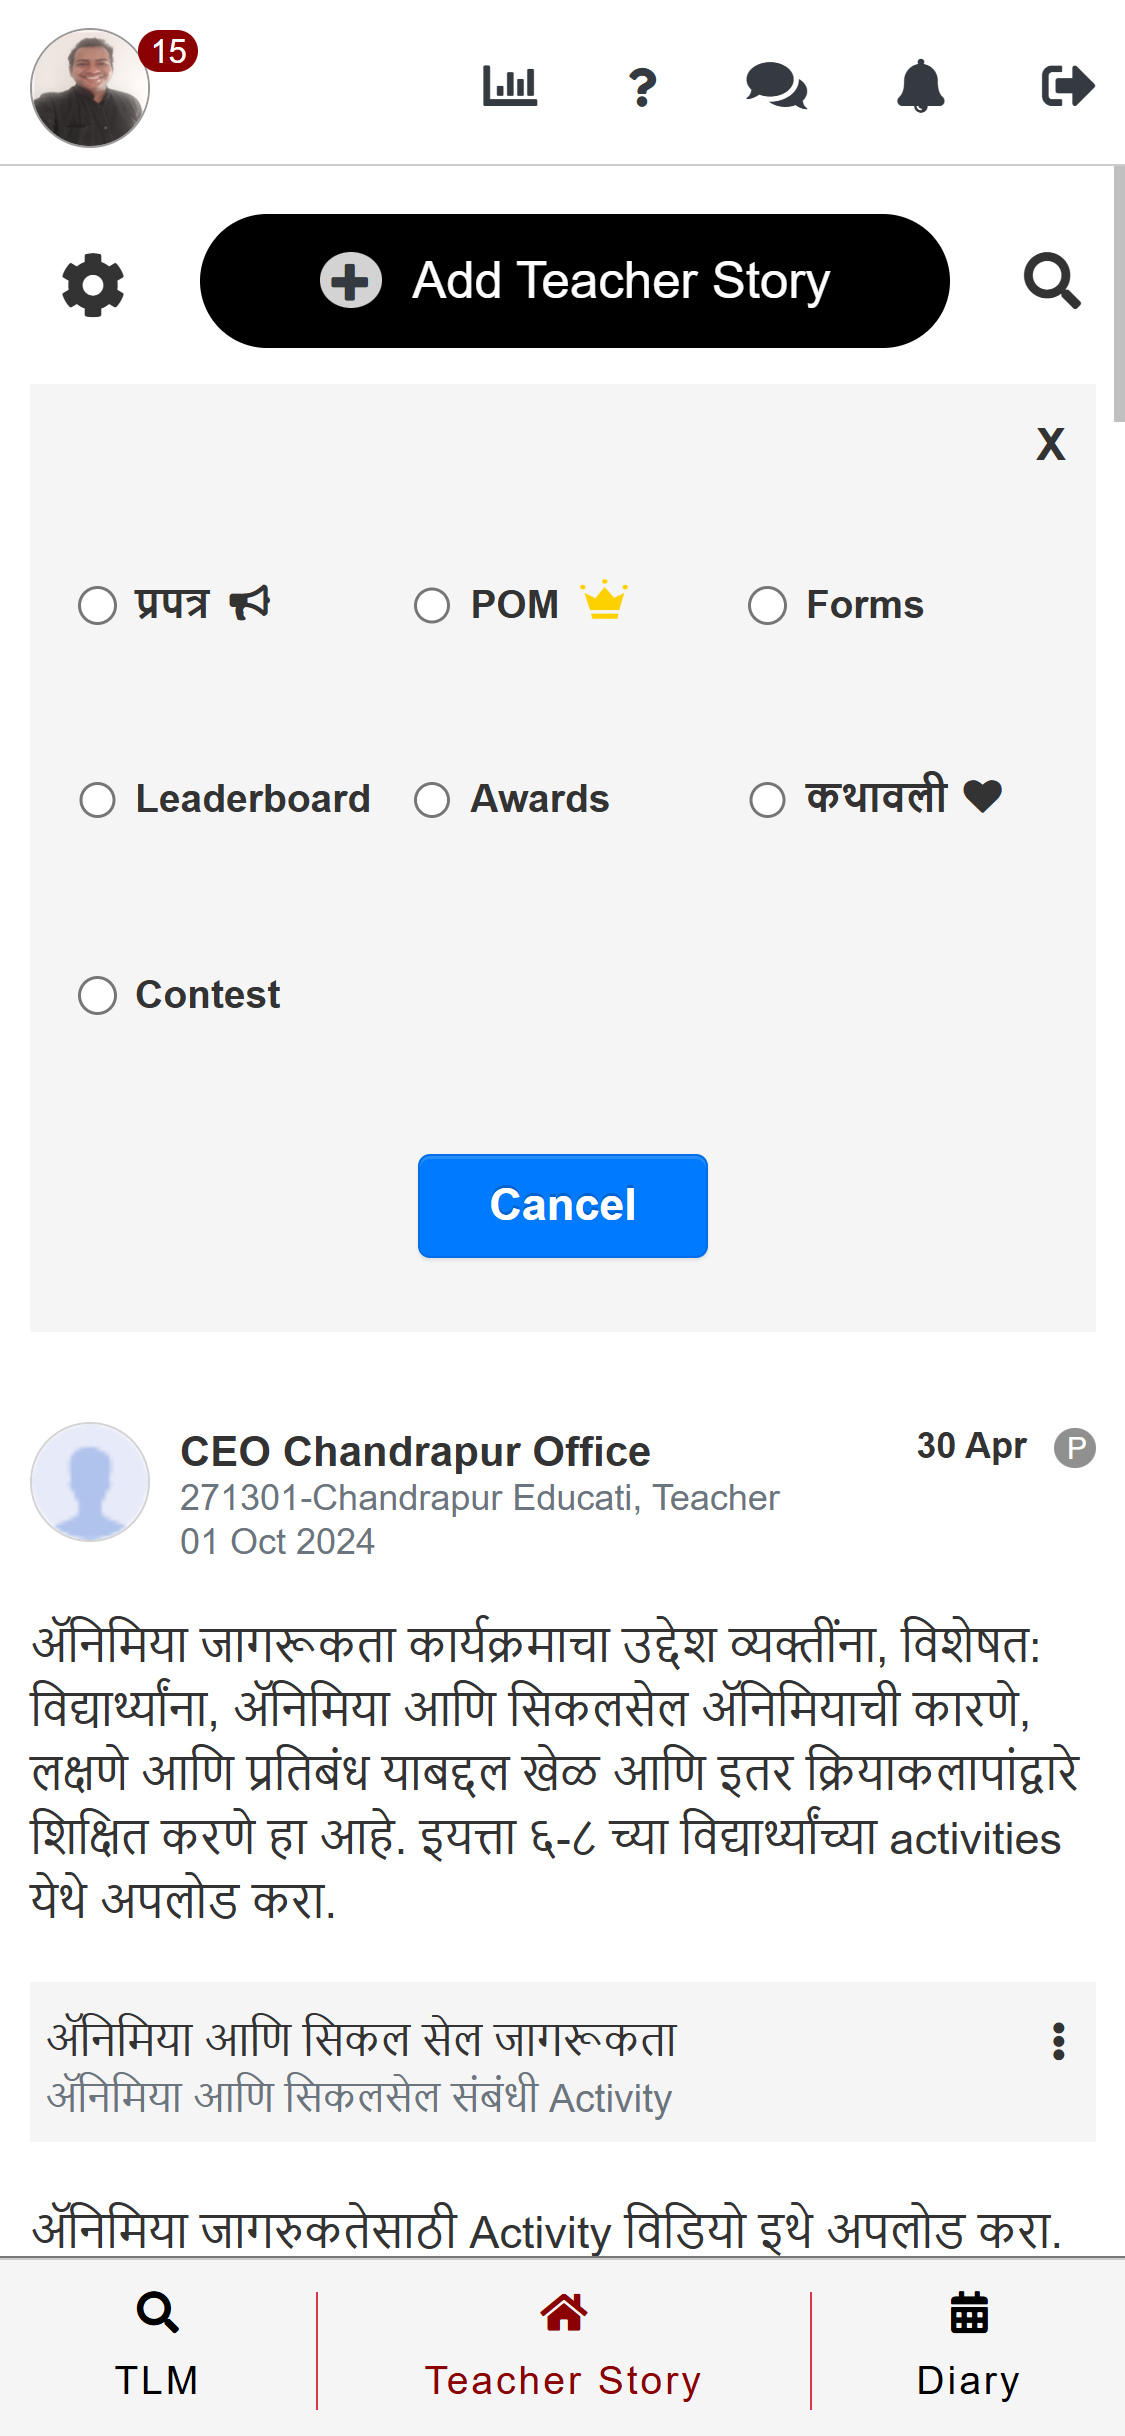 15
?
Add Teacher Story
X
प्रपत्र
POM
Forms
Leaderboard
Awards
कथावली
Contest
Cancel
CEO Chandrapur Office
30 Apr
P
271301-Chandrapur Educati, Teacher
01 Oct 2024
ॲनिमिया जागरूकता कार्यक्रमाचा उद्देश व्यक्तींना, विशेषत:
विद्यार्थ्यांना, ॲनिमिया आणि सिकलसेल ॲनिमियाची कारणे,
लक्षणे आणि प्रतिबंध याबद्दल खेळ आणि इतर क्रियाकलापांद्वारे
शिक्षित करणे हा आहे. इयत्ता ६-८ च्या विद्यार्थ्यांच्या activities
येथे अपलोड करा.
ॲनिमिया आणि सिकल सेल जागरूकता
ॲनिमिया आणि सिकलसेल संबंधी Activity
ॲनिमिया जागरुकतेसाठी Activity विडियो इथे अपलोड करा.
TLM
Teacher Story
Diary